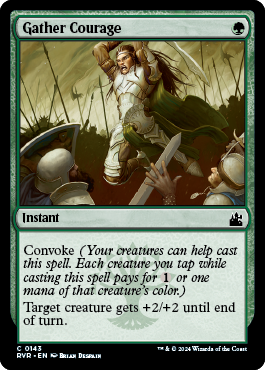 Gather Courage
Instant
Convoke (Your creatures can help cast
this spell. Each creature you tap while
casting this spell pays for 1 or one
mana of that creature's color.)
Target creature gets +2/+2 until end
of turn.
C 0143
RVR • EN Brian Despain
™ & © 2024 Wizards of the Coast